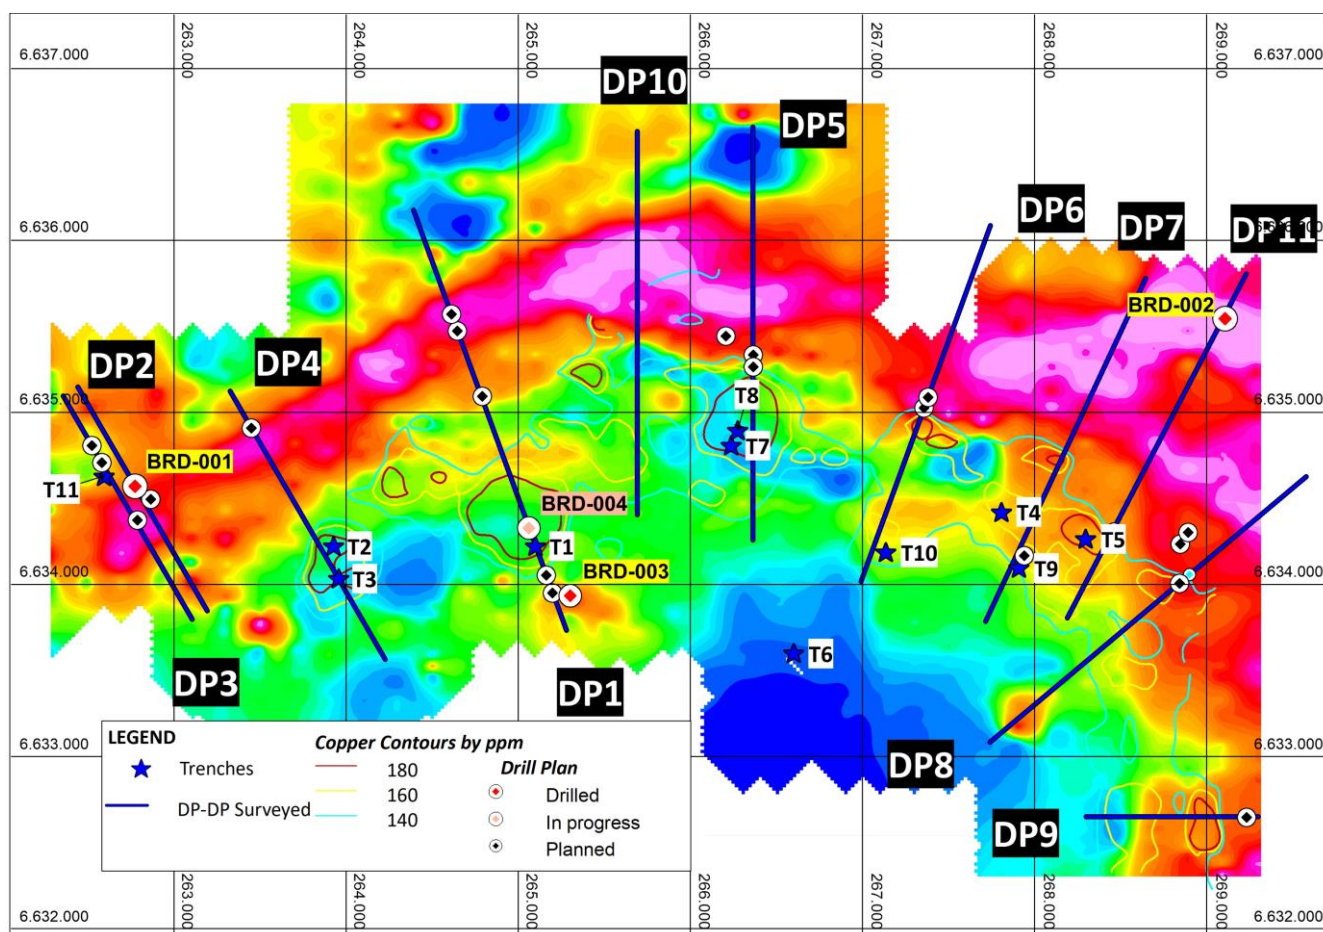 263.000
264.000
265.000
266.000
267.000
268.000
269.000
6.637.000
6.637.000
DP10
DP5
DP6
DP7
DP11
6.636.000
BRD-002
DP2
DP4
6.635.000
6.635.000
T8
T7
BRD-001
T11
BRD-004
T4
T5
T2
T1
T10
T9
T3
BRD-003
6.634.000
6.634.000
T6
DP3
DP1
DP8
DP9
LEGEND
Trenches
DP-DP Surveyed
Copper Contours by ppm
180
160
140
Drill Plan
Drilled
In progress
Planned
6.633.000
6.633.000
6.632.000
6.632.000
263.000
264.000
265.000
266.000
267.000
268.000
269.000